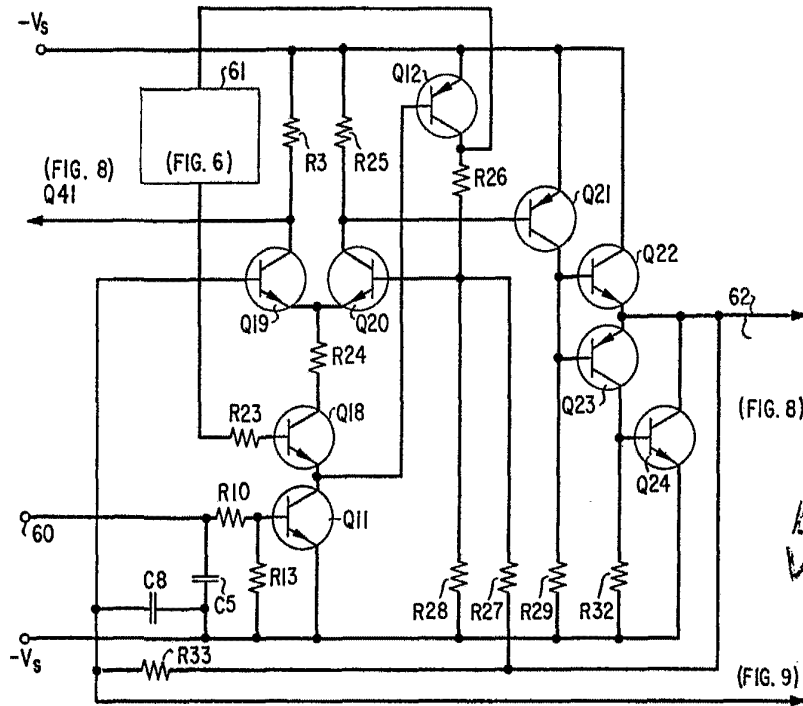 -Vs
61
(FIG. 6)
(FIG. 8)
Q41
R3
R25
Q12
R26
Q21
Q22
Q19
Q20
R24
62
Q23
(FIG. 8)
R23
Q18
Q24
R10
60
Q11
C8
C5
R13
R28
R27
R29
R32
-Vs
R33
(FIG. 9)